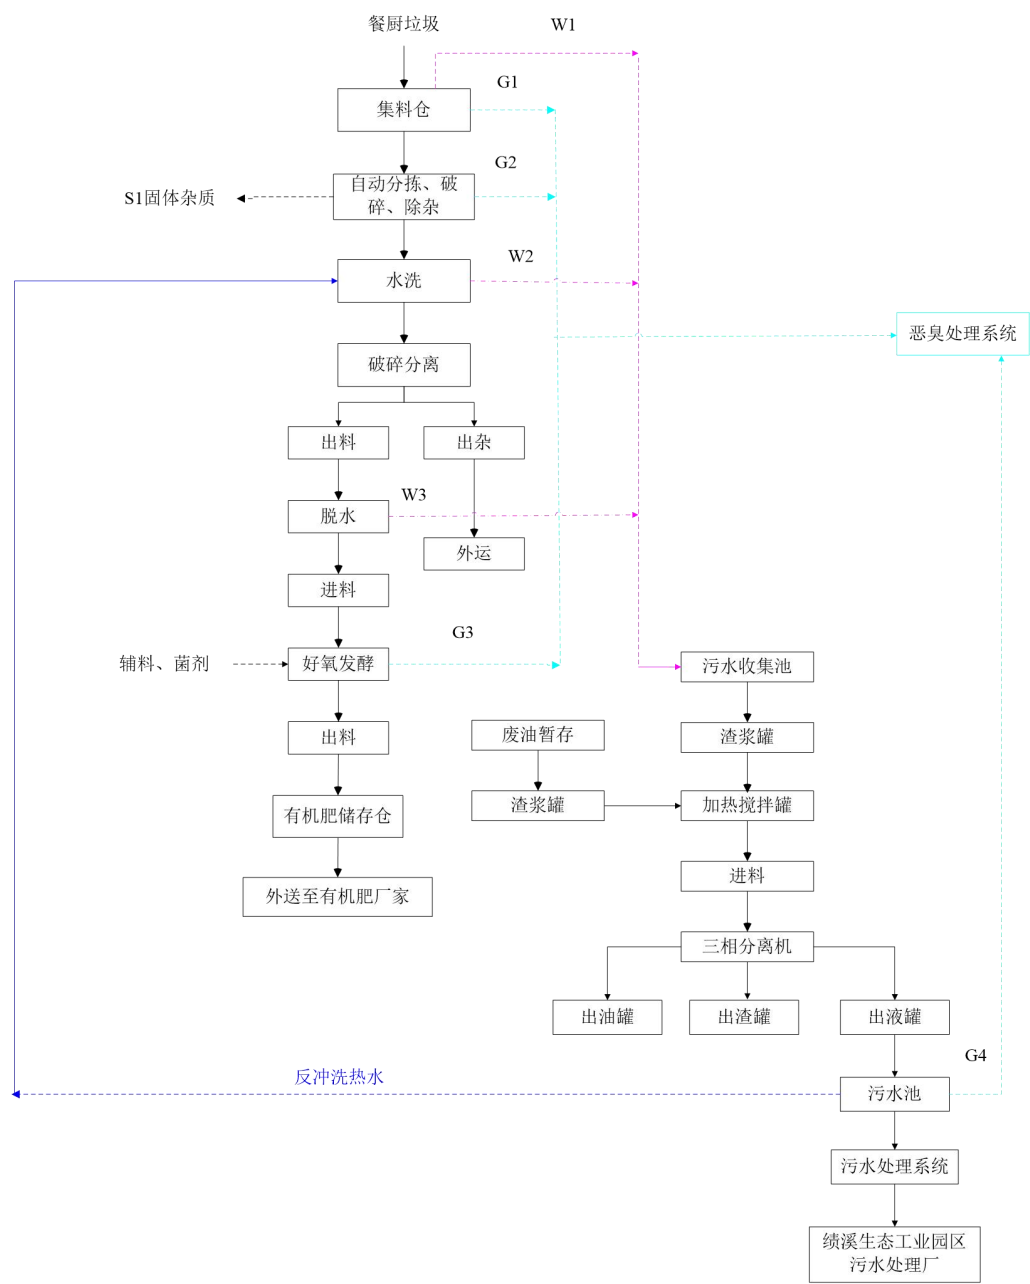 餐厨垃圾
W1
G1
集料仓
G2
自动分拣、破
碎、除杂
S1固体杂质
W2
水洗
恶臭处理系统
破碎分离
出料
出杂
W3
脱水
外运
进料
G3
辅料、菌剂
好氧发酵
污水收集池
出料
废油暂存
渣浆罐
有机肥储存仓
渣浆罐
加热搅拌罐
进料
外送至有机肥厂家
三相分离机
出油罐
出渣罐
出液罐
G4
反冲洗热水
污水池
污水处理系统
绩溪生态工业园区
污水处理厂